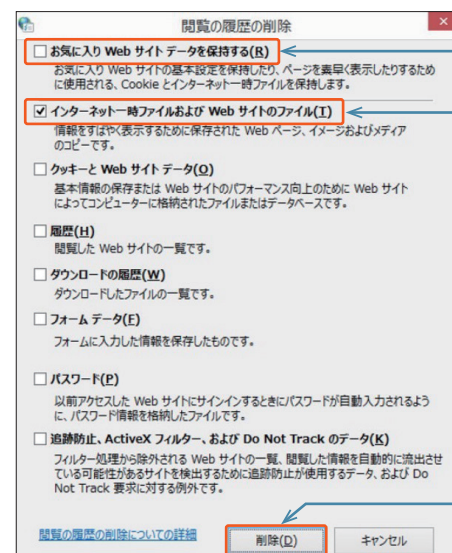 閲覧の履歴の削除
お気に入り Web サイト データを保持する(R)
お気に入り Web サイトの基本設定を保持したり、ページを素早く表示したりするため
に使用される、Cookie とインターネット一時ファイルを保持します。
インターネット一時ファイルおよび Web サイトのファイル(T)
情報をすばやく表示するために保存された Web ページ、イメージおよびメディア
のコピーです。
クッキーと Web サイト データ(O)
基本情報の保存または Web サイトのパフォーマンス向上のために Web サイト
によってコンピューターに格納されたファイルまたはデータベースです。
履歴(H)
閲覧した Web サイトの一覧です。
ダウンロードの履歴(W)
ダウンロードしたファイルの一覧です。
フォーム データ(F)
フォームに入力した情報を保存したものです。
パスワード(P)
以前アクセスした Web サイトにサインインするときにパスワードが自動入力されるよう
に、パスワード情報を格納したファイルです。
追跡防止、ActiveX フィルター、および Do Not Track のデータ(K)
フィルター処理から除外される Web サイトの一覧、閲覧した情報を自動的に流出させ
ている可能性があるサイトを検出するために追跡防止が使用するデータ、および Do
Not Track 要求に対する例外です。
閲覧の履歴の削除についての詳細 削除(D) キャンセル